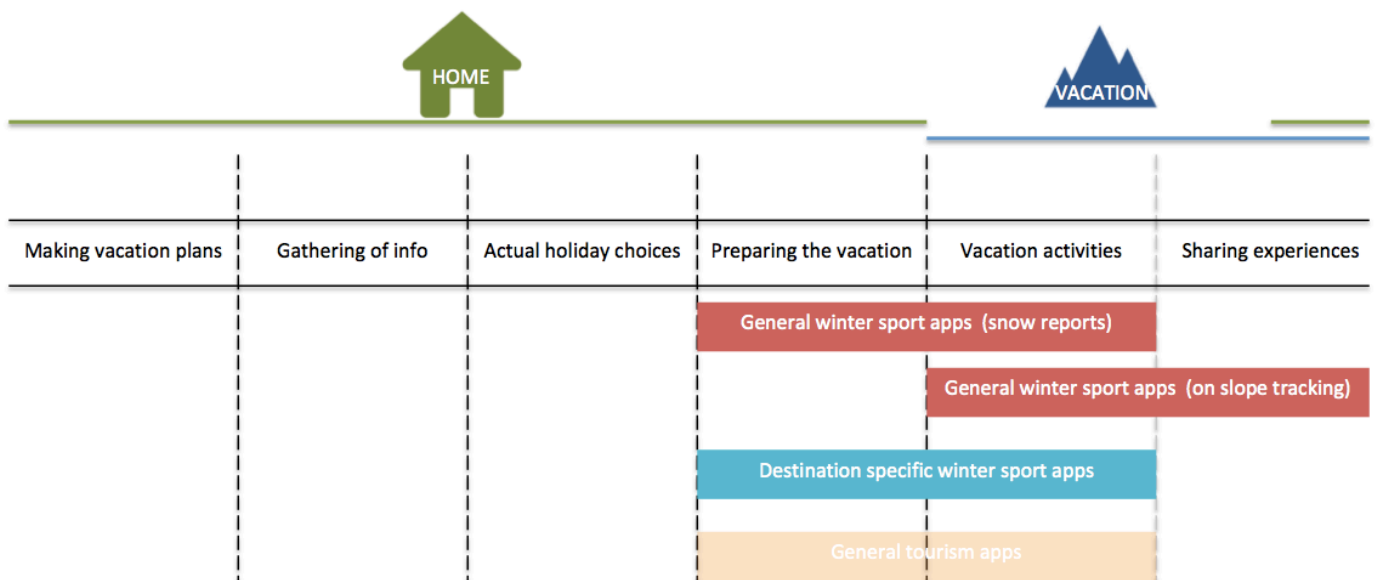 HOME
VACATION
Making vacation plans
Gathering of info
Actual holiday choices
Preparing the vacation
Vacation activities
Sharing experiences
General winter sport apps (snow reports)
General winter sport apps (on slope tracking)
Destination specific winter sport apps
General tourism apps